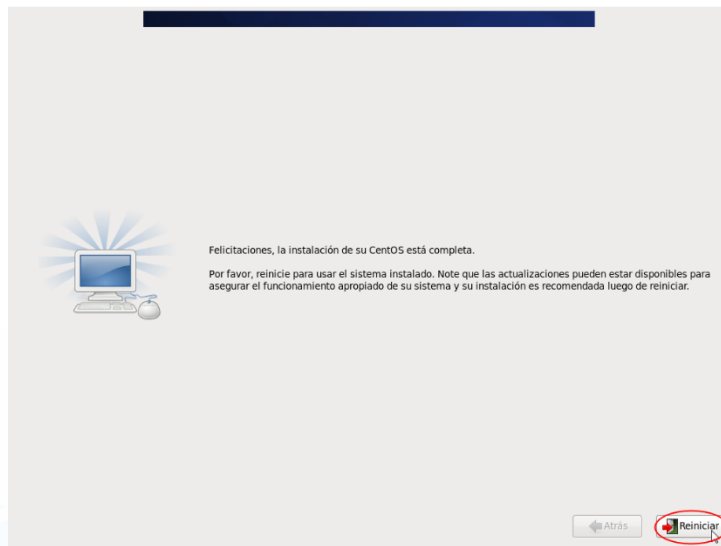 Felicitaciones, la instalación de su CentOS está completa.
Por favor, reinicie para usar el sistema instalado. Note que las actualizaciones pueden estar disponibles para
asegurar el funcionamiento apropiado de su sistema y su instalación es recomendada luego de reiniciar.
Atrás
Reiniciar